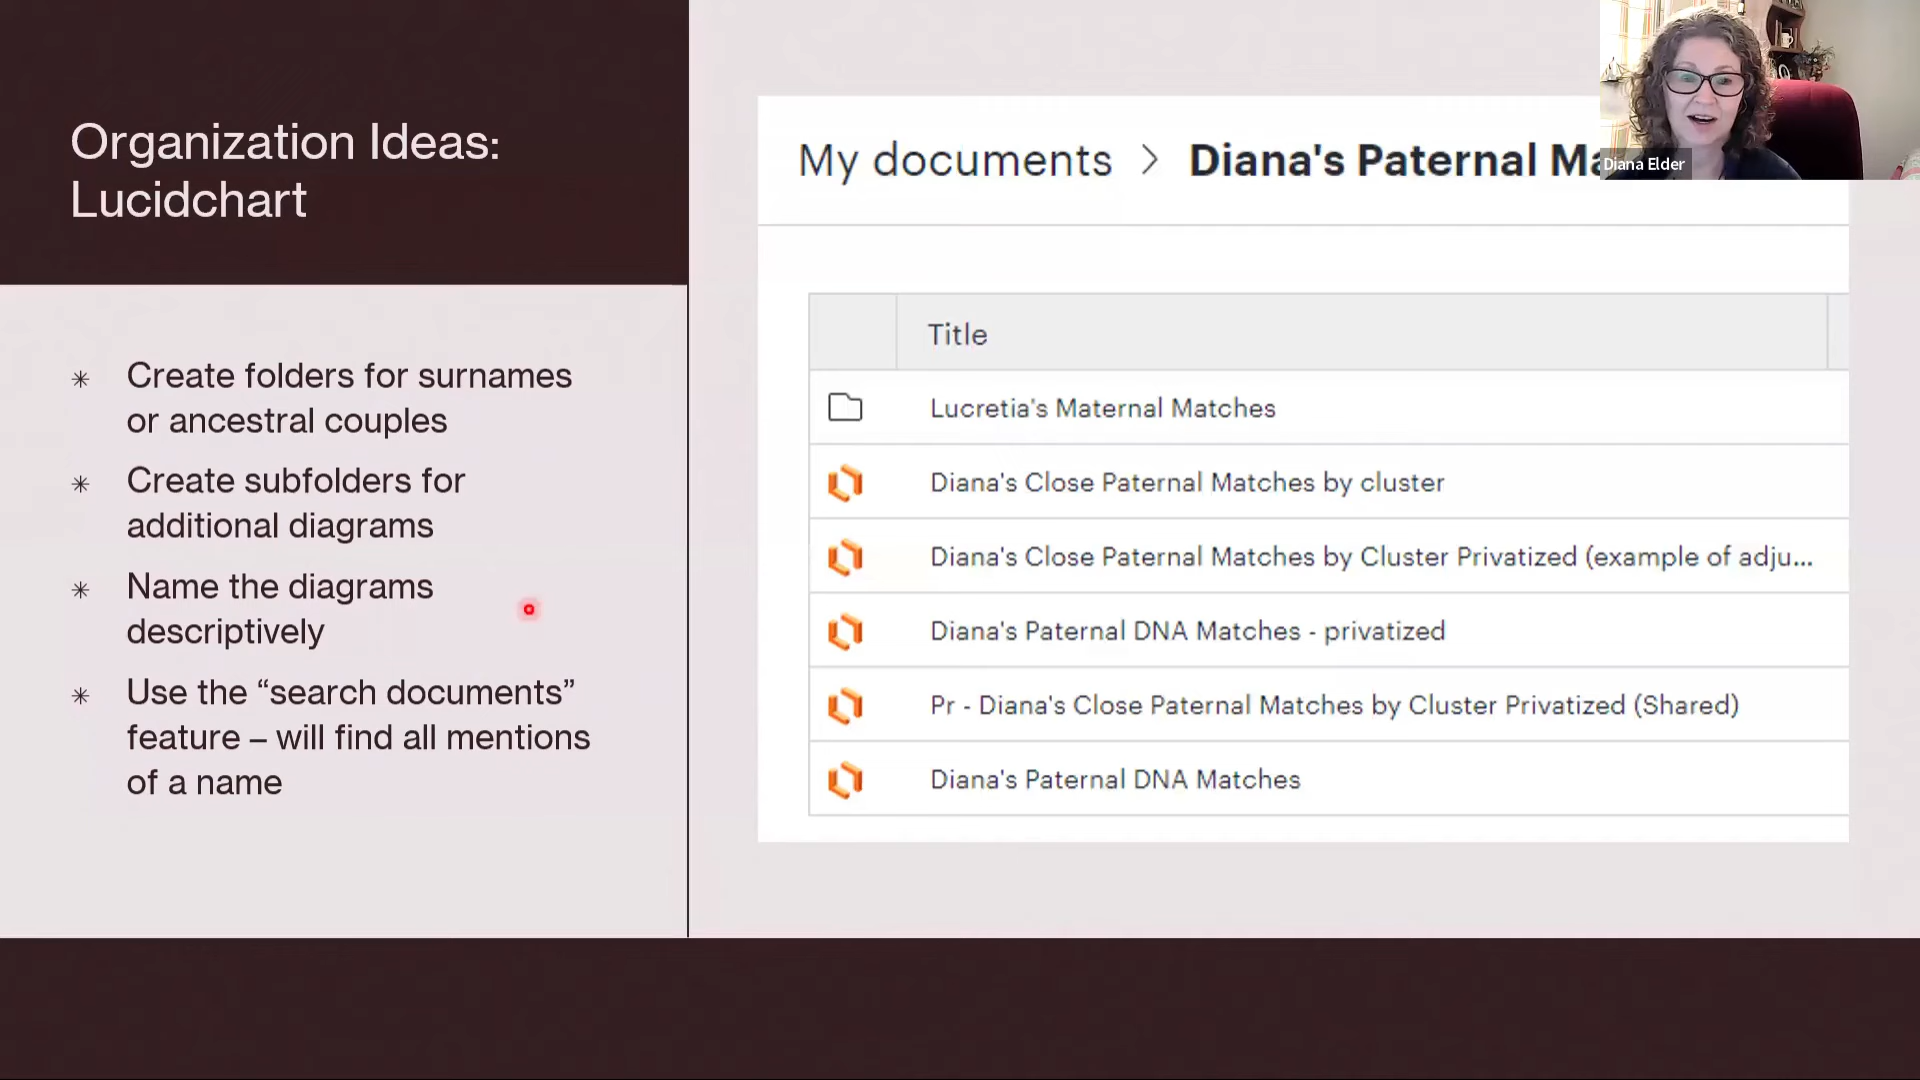 Organization Ideas:
Lucidchart
Create folders for surnames
or ancestral couples
Create subfolders for
additional diagrams
Name the diagrams
descriptively
Use the “search documents”
feature – will find all mentions
of a name
My documents > Diana's Paternal Ma
Title
Lucretia's Maternal Matches
Diana's Close Paternal Matches by cluster
Diana's Close Paternal Matches by Cluster Privatized (example of adju...
Diana's Paternal DNA Matches - privatized
Pr - Diana's Close Paternal Matches by Cluster Privatized (Shared)
Diana's Paternal DNA Matches
Diana Elder